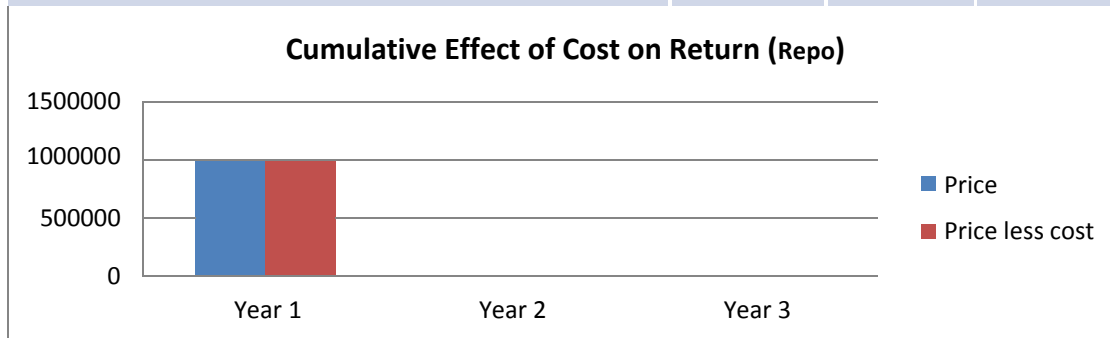 Cumulative Effect of Cost on Return (Repo)
1500000
1000000
500000
0
Year 1 Year 2 Year 3
Price
Price less cost